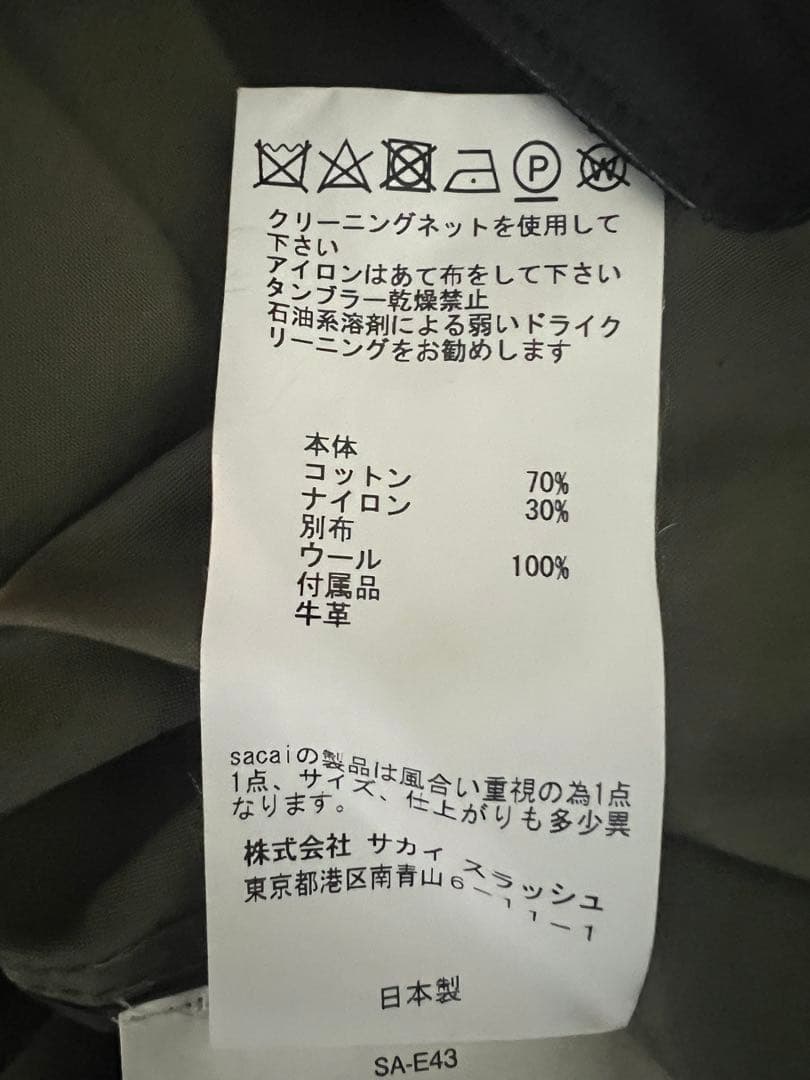 P
W
クリーニングネットを使用して
下さい
アイロンはあて布をして下さい
タンブラー乾燥禁止
石油系溶剤による弱いドライク
リーニングをお勧めします
本体
コットン 70%
ナイロン 30%
別布
ウール 100%
付属品
牛革
sacaiの製品は風合い重視の為1点
1点、サイズ、仕上がりも多少異
なります。
株式会社 サカィ
東京都港区南青山6-11-1 スラッシュ
日本製
SA-E43